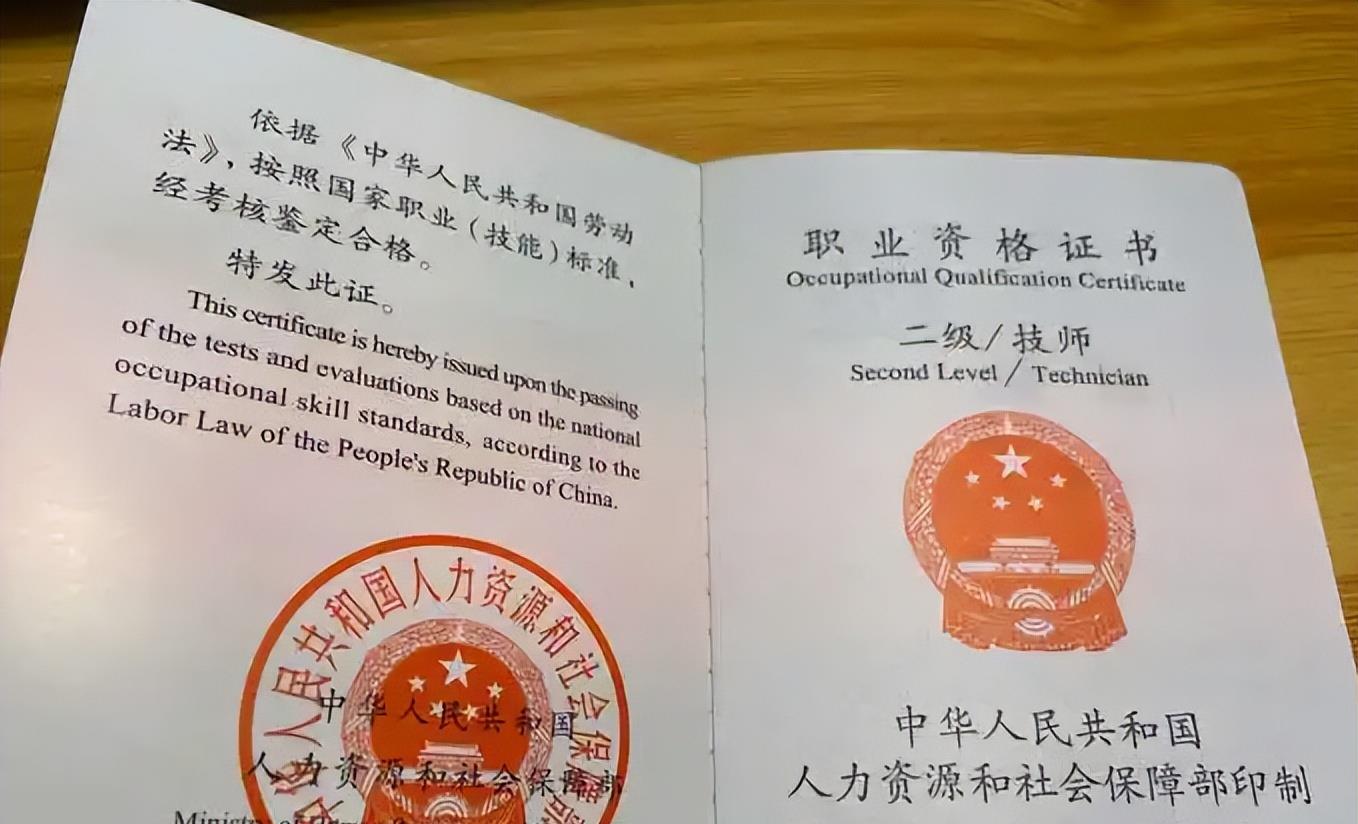 依据《中华人民共和国劳动
法》，按照国家职业（技能）标准，
经考核鉴定合格。
特发此证。
This certificate is hereby issued upon the passing
of the tests and evaluations based on the national
occupational skill standards, according to the
Labor Law of the People's Republic of China.
人民共和国人力资源和社会保障
中华人民共和国
人力资源和社会保障部
Ministry of
职业资格证书
Occupational Qualification Certificate
二级/技师
Second Level / Technician
中华人民共和国
人力资源和社会保障部印制